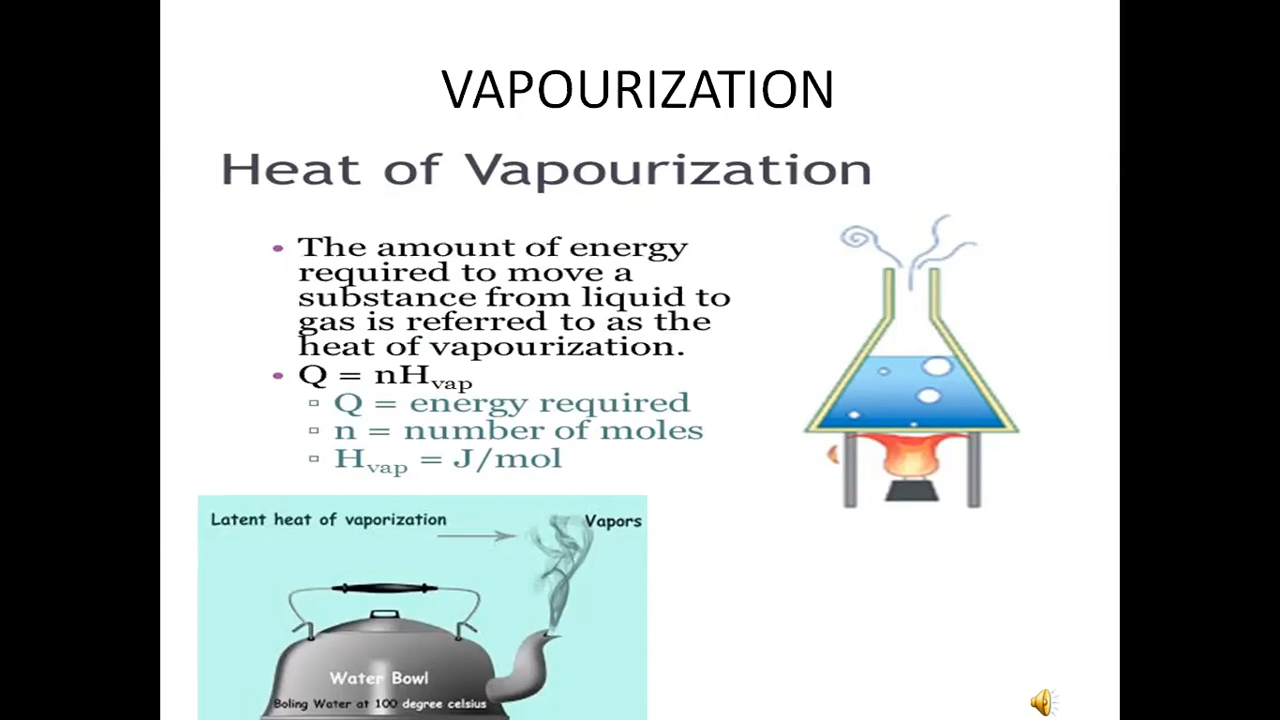 VAPOURIZATION
Heat of Vapourization
• The amount of energy
required to move a
substance from liquid to
gas is referred to as the
heat of vapourization.
• Q = nHvap
▫ Q = energy required
▫ n = number of moles
▫ Hvap = J/mol
Latent heat of vaporization
Vapors
Water Bowl
Boling Water at 100 degree celsius